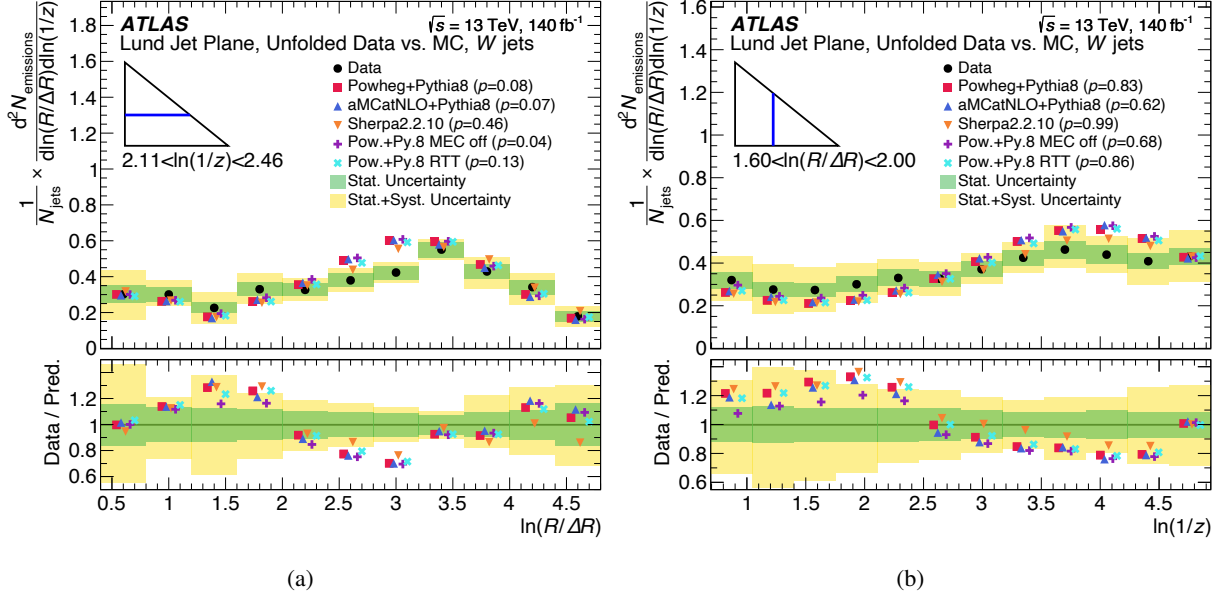 ATLAS
√s = 13 TeV, 140 fb⁻¹
Lund Jet Plane, Unfolded Data vs. MC, W jets
Data
Powheg+Pythia8 (p=0.08)
aMCatNLO+Pythia8 (p=0.07)
Sherpa2.2.10 (p=0.46)
Pow.+Py.8 MEC off (p=0.04)
Pow.+Py.8 RTT (p=0.13)
Stat. Uncertainty
Stat.+Syst. Uncertainty
2.11<ln(1/z)<2.46
1/N_jets × d²N_emissions/dln(R/ΔR)dln(1/z)
1.8
1.6
1.4
1.2
1
0.8
0.6
0.4
0.2
0
Data / Pred.
1.4
1.2
1
0.8
0.6
0.5 1 1.5 2 2.5 3 3.5 4 4.5
ln(R/ΔR)
(a)
ATLAS
√s = 13 TeV, 140 fb⁻¹
Lund Jet Plane, Unfolded Data vs. MC, W jets
Data
Powheg+Pythia8 (p=0.83)
aMCatNLO+Pythia8 (p=0.62)
Sherpa2.2.10 (p=0.99)
Pow.+Py.8 MEC off (p=0.68)
Pow.+Py.8 RTT (p=0.86)
Stat. Uncertainty
Stat.+Syst. Uncertainty
1.60<ln(R/ΔR)<2.00
1/N_jets × d²N_emissions/dln(R/ΔR)dln(1/z)
1.6
1.4
1.2
1
0.8
0.6
0.4
0.2
0
Data / Pred.
1.4
1.2
1
0.8
0.6
1 1.5 2 2.5 3 3.5 4 4.5
ln(1/z)
(b)